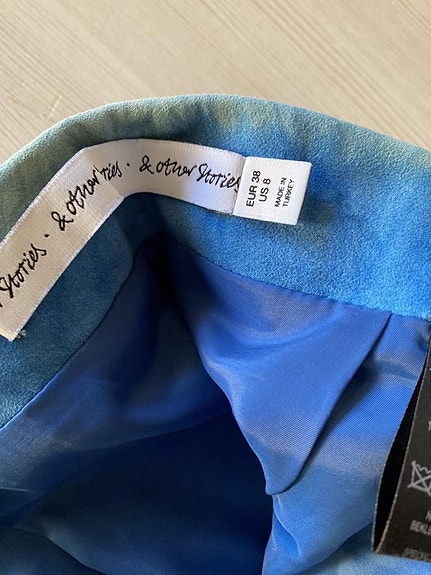 Stories · & other
ries · & other Stories
EUR 38
US 8
MADE IN
TURKEY